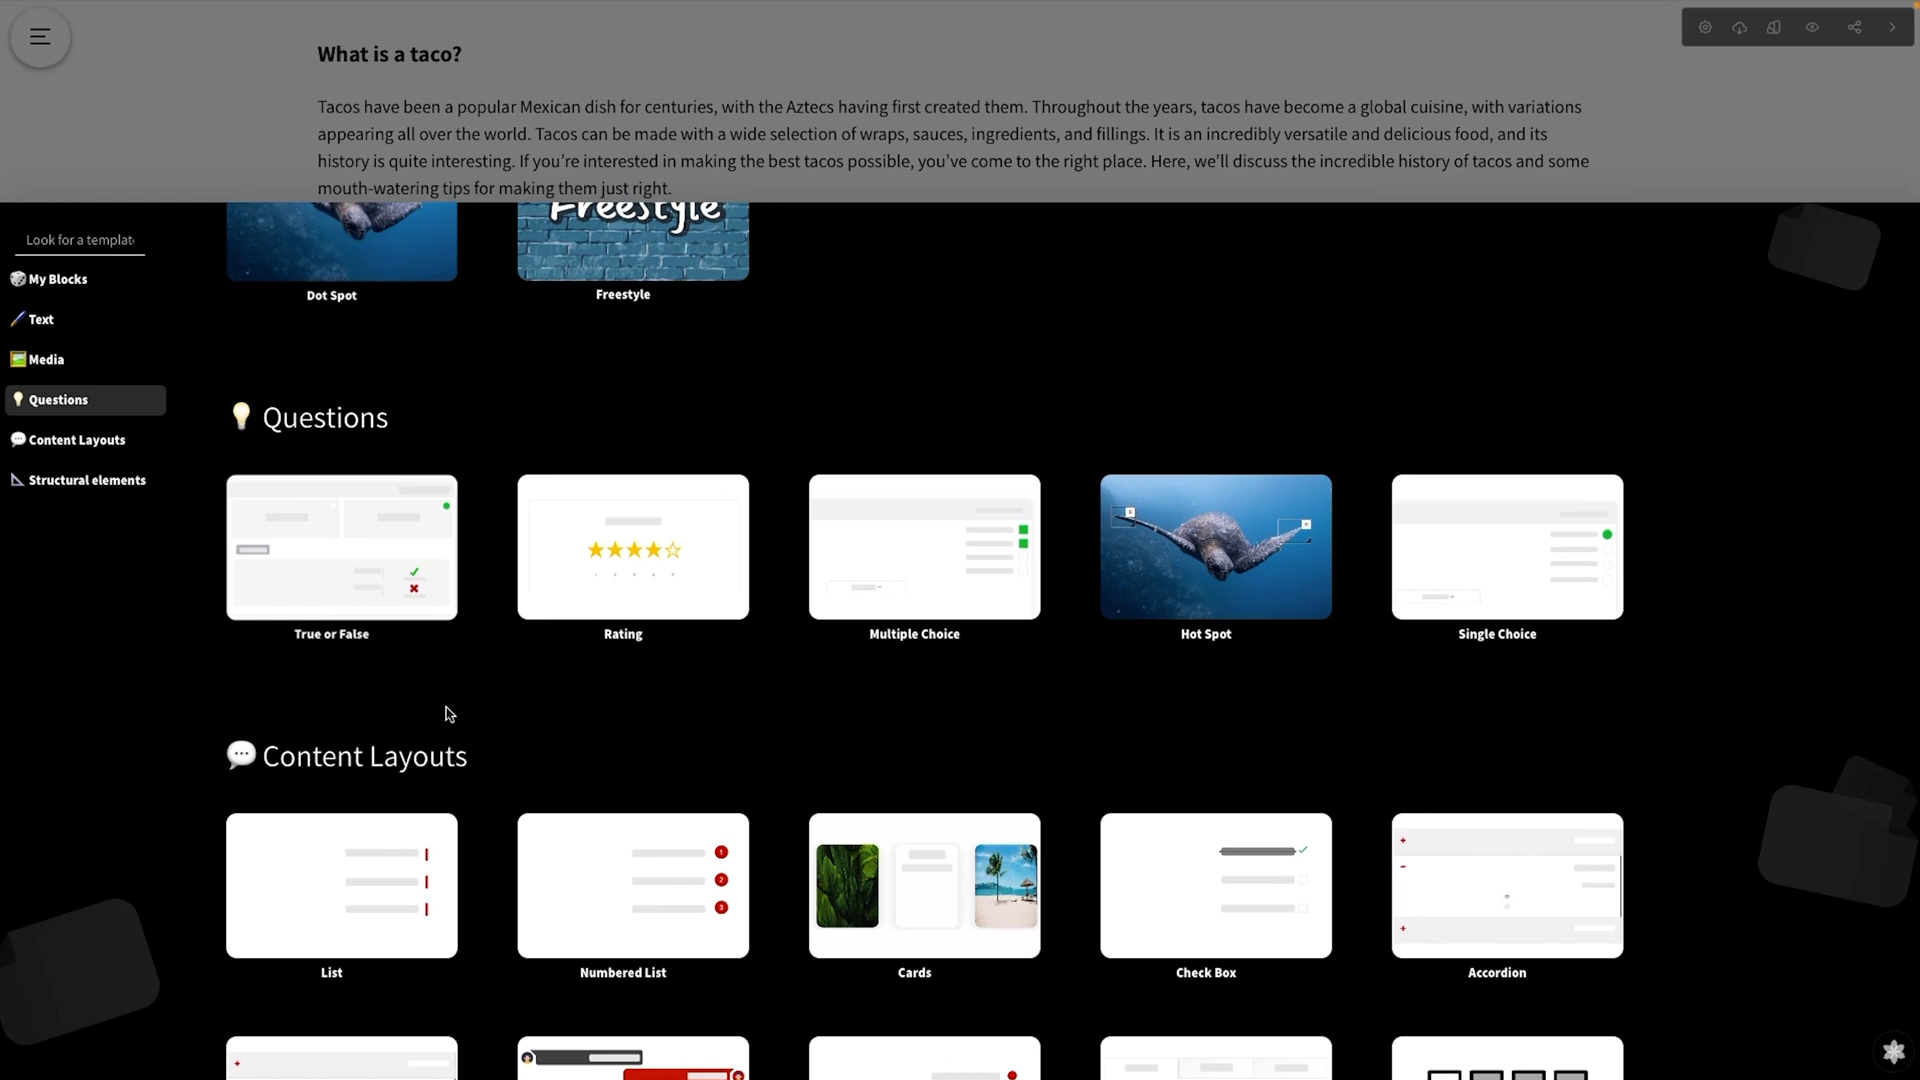 What is a taco?
Tacos have been a popular Mexican dish for centuries, with the Aztecs having first created them. Throughout the years, tacos have become a global cuisine, with variations
appearing all over the world. Tacos can be made with a wide selection of wraps, sauces, ingredients, and fillings. It is an incredibly versatile and delicious food, and its
history is quite interesting. If you’re interested in making the best tacos possible, you’ve come to the right place. Here, we’ll discuss the incredible history of tacos and some
mouth-watering tips for making them just right.
Look for a templat
My Blocks
Text
Media
Questions
Content Layouts
Structural elements
Freestyle
Dot Spot
Freestyle
Questions
True or False
Rating
Multiple Choice
Hot Spot
Single Choice
Content Layouts
1
2
3
List
Numbered List
Cards
Check Box
Accordion